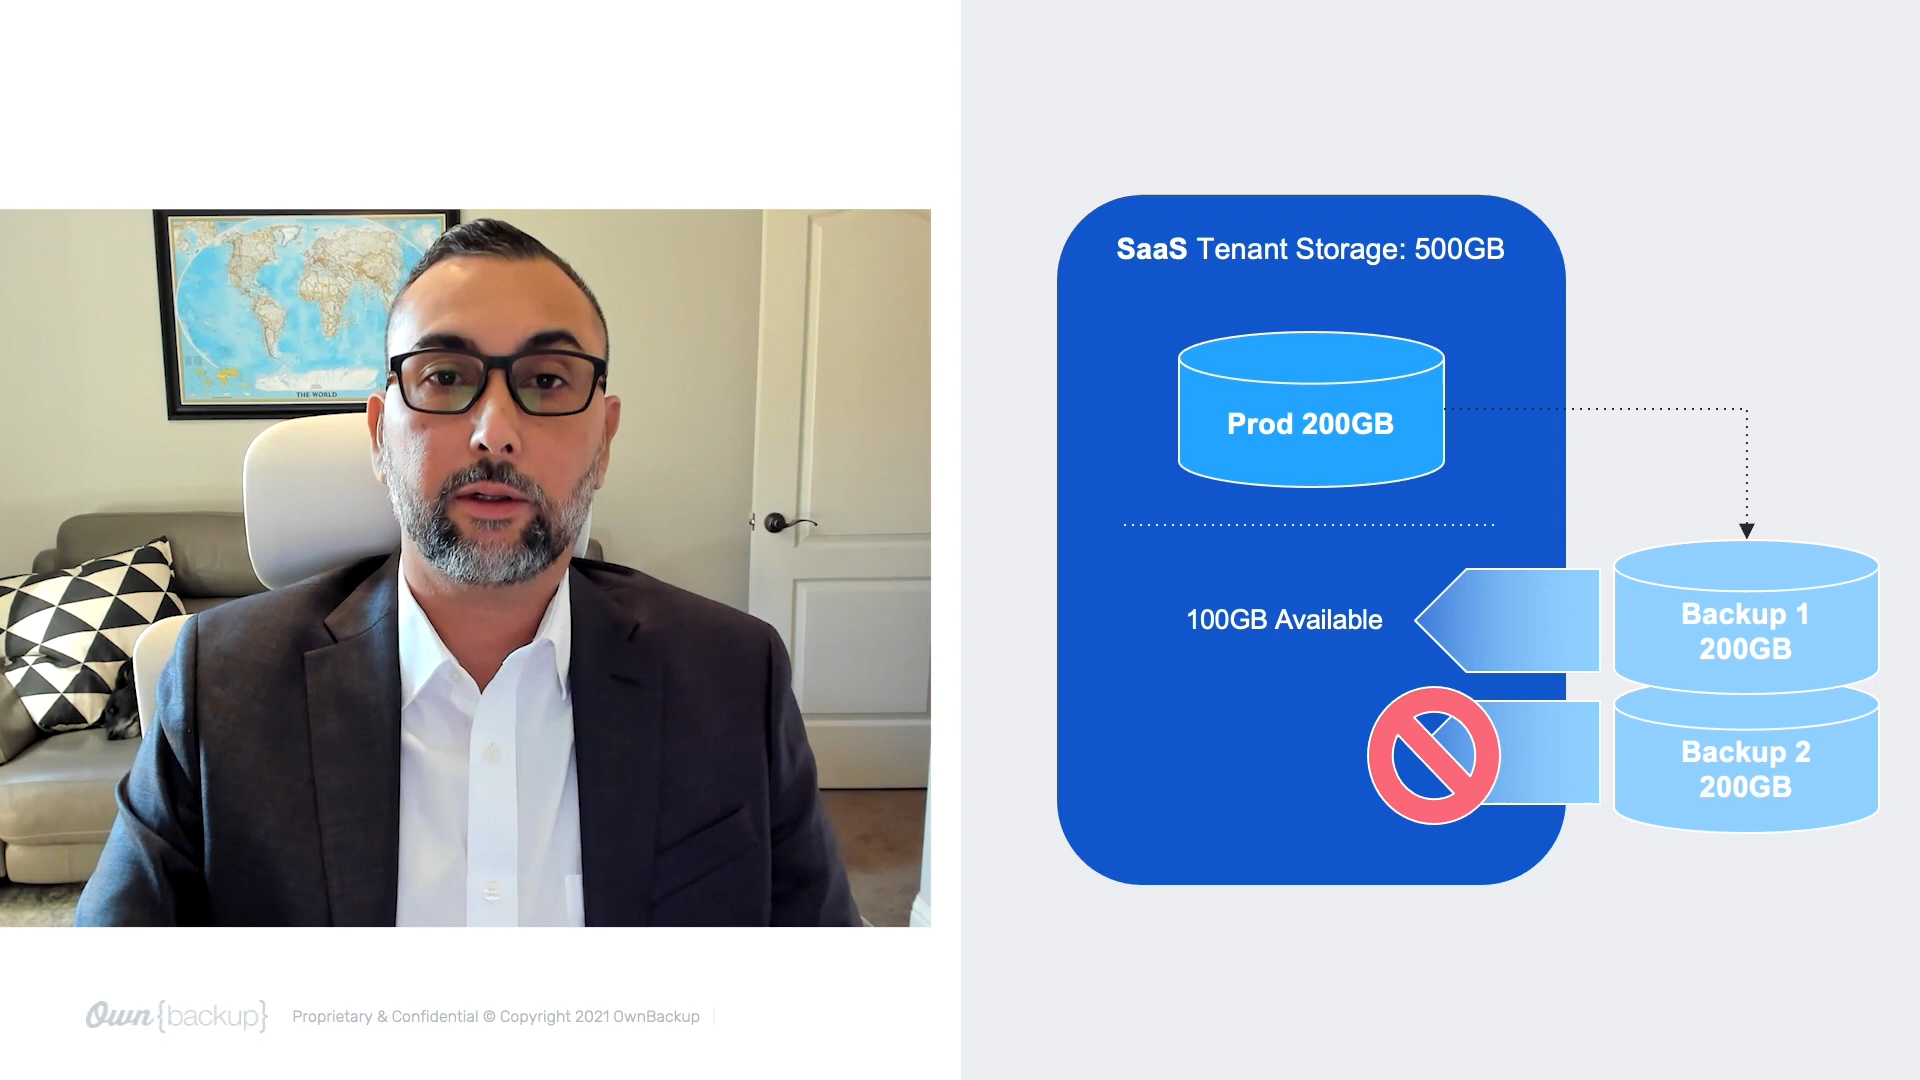 THE WORLD
SaaS Tenant Storage: 500GB
Prod 200GB
100GB Available
Backup 1
200GB
Backup 2
200GB
Own{backup}
Proprietary & Confidential © Copyright 2021 OwnBackup